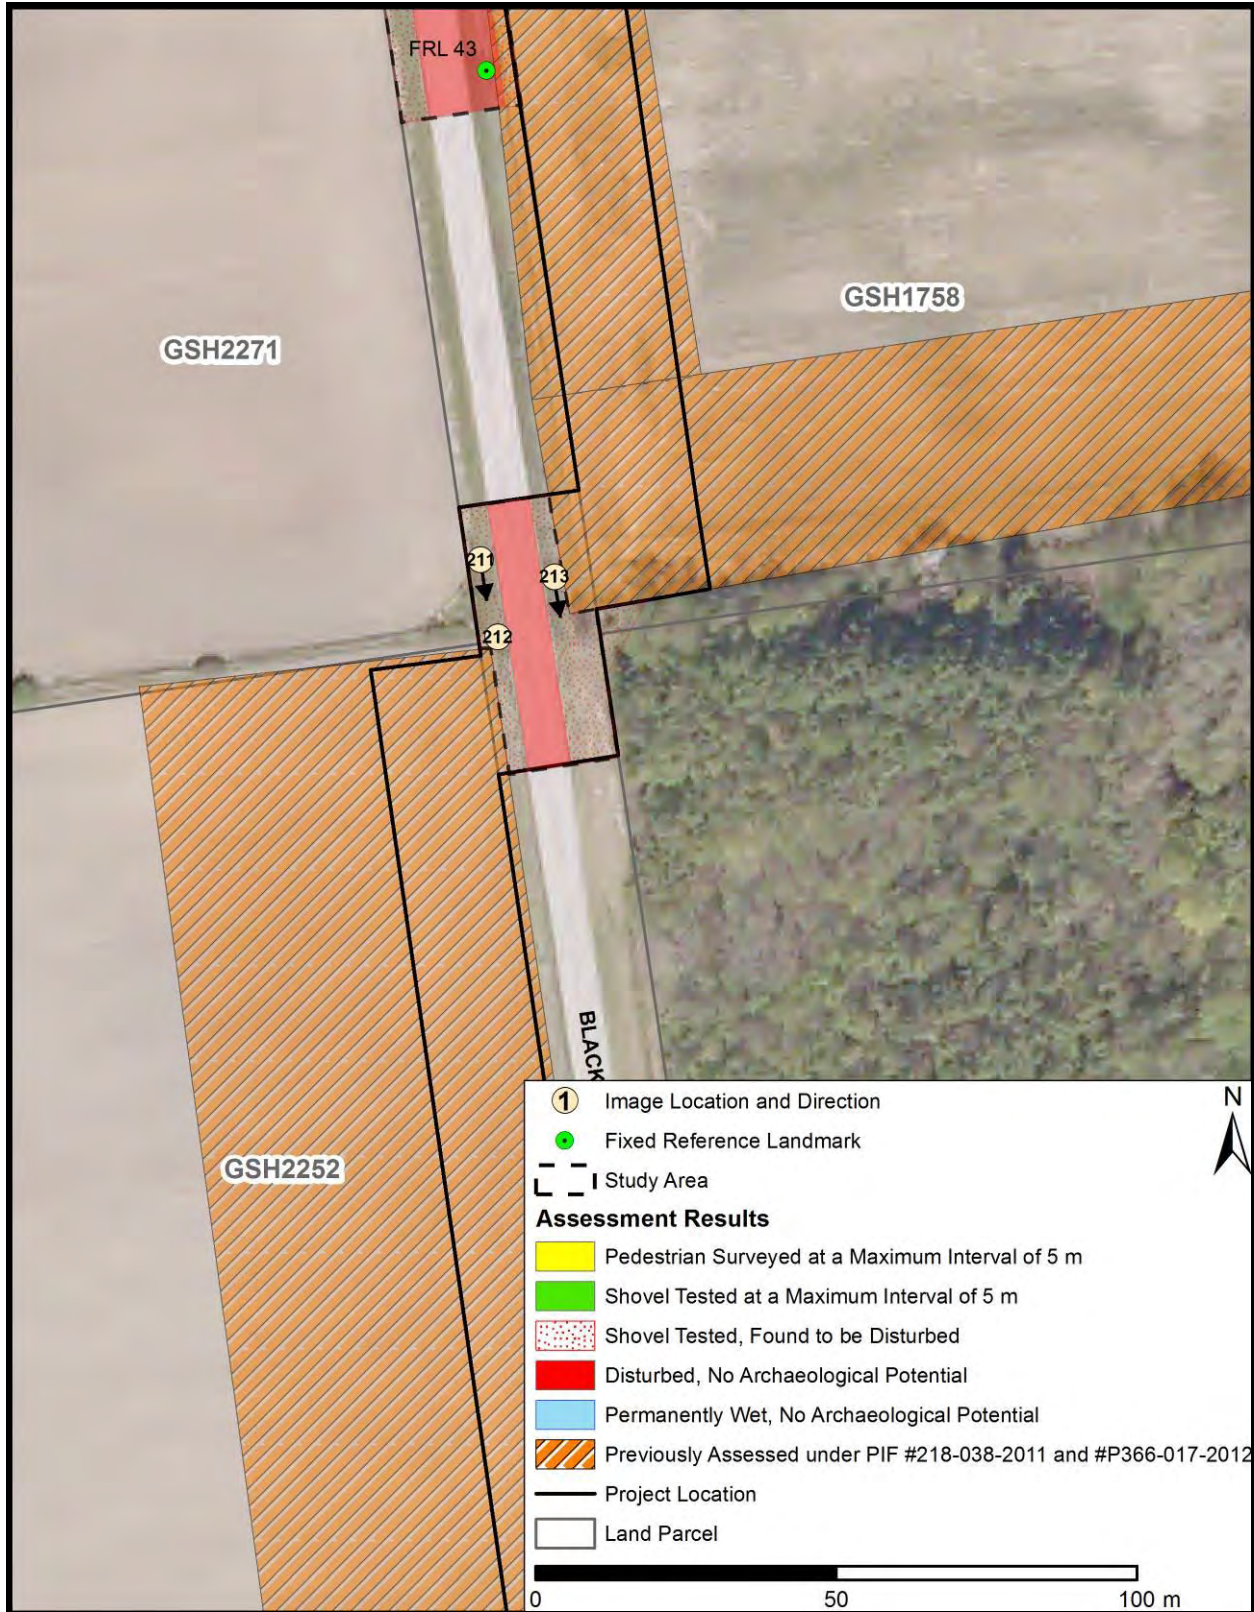 FRL 43
GSH1758
GSH2271
211
213
212
BLACK
GSH2252
1 Image Location and Direction
N
Fixed Reference Landmark
Study Area
Assessment Results
Pedestrian Surveyed at a Maximum Interval of 5 m
Shovel Tested at a Maximum Interval of 5 m
Shovel Tested, Found to be Disturbed
Disturbed, No Archaeological Potential
Permanently Wet, No Archaeological Potential
Previously Assessed under PIF #218-038-2011 and #P366-017-2012
Project Location
Land Parcel
0 50 100 m